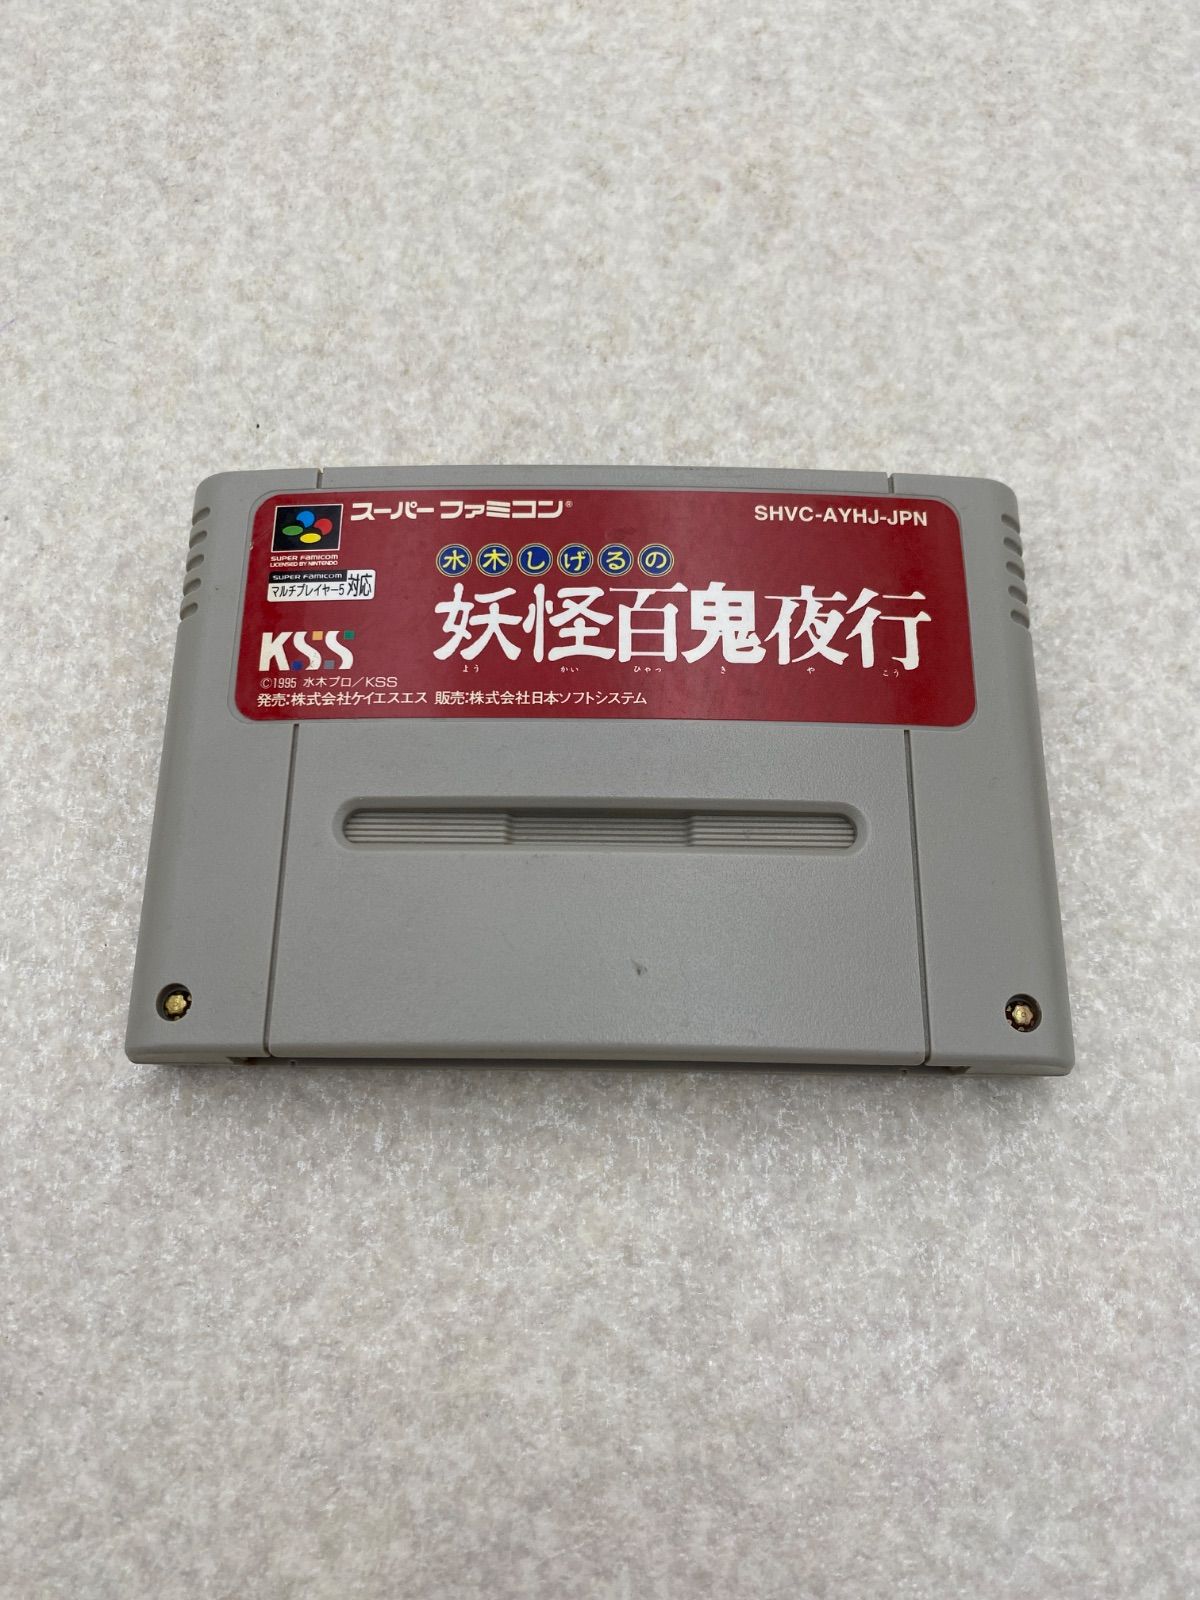 スーパーファミコン®
SHVC-AYHJ-JPN
SUPER FAMICOM
LICENSED BY NINTENDO
SUPER FAMICOM
マルチプレイヤー5 対応
水木しげるの
妖怪百鬼夜行
よう かい ひゃっ き や こう
KSS
©1995 水木プロ/KSS
発売:株式会社ケイエスエス 販売:株式会社日本ソフトシステム